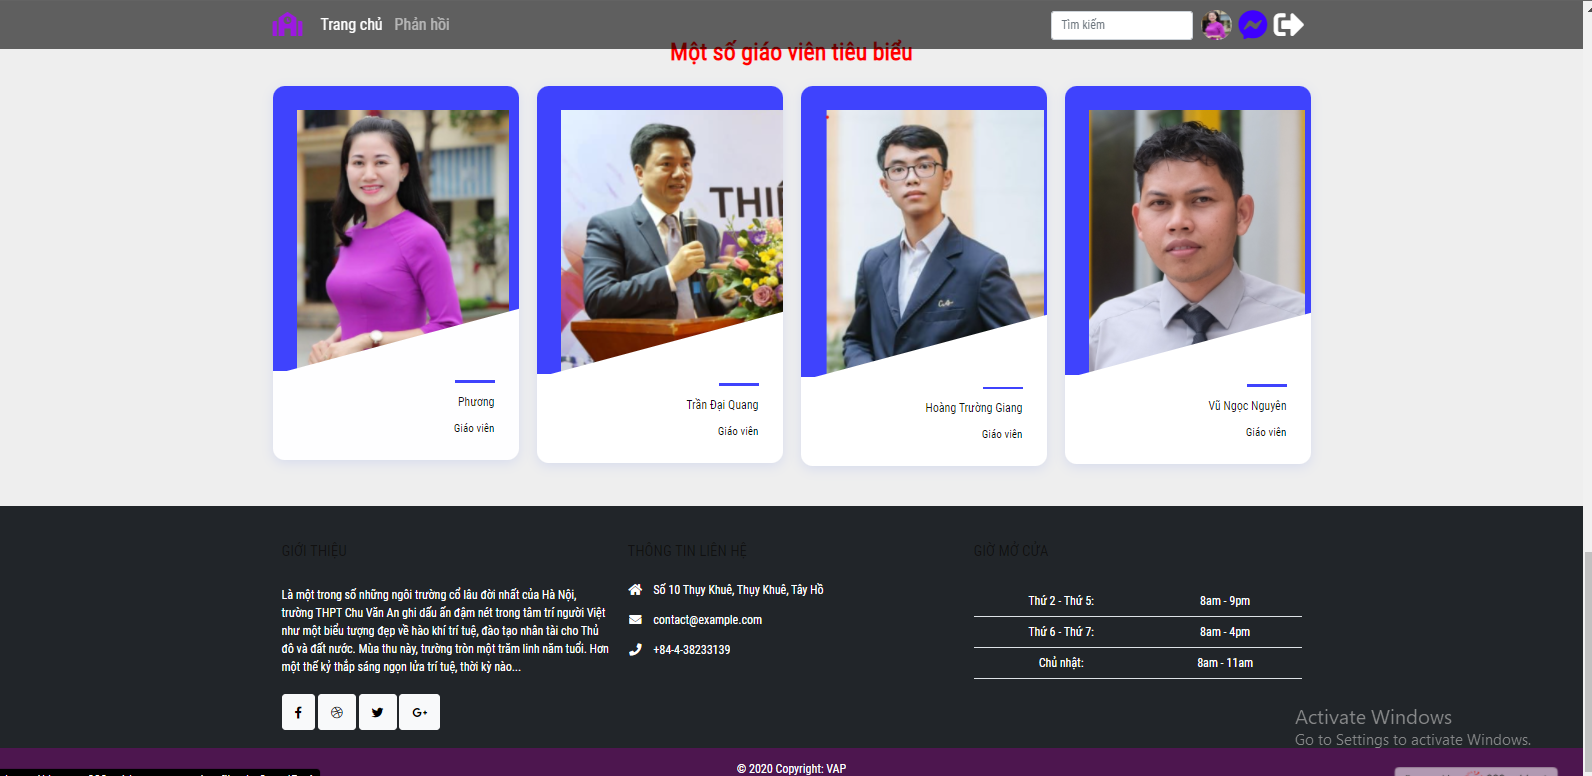 Trang chủ Phản hồi Tìm kiếm
Một số giáo viên tiêu biểu
THI
Phương
Giáo viên
Trần Đại Quang
Giáo viên
Hoàng Trường Giang
Giáo viên
Vũ Ngọc Nguyên
Giáo viên
GIỚI THIỆU
Là một trong số những ngôi trường cổ lâu đời nhất của Hà Nội,
trường THPT Chu Văn An ghi dấu ấn đậm nét trong tâm trí người Việt
như một biểu tượng đẹp về hào khí trí tuệ, đào tạo nhân tài cho Thủ
đô và đất nước. Mùa thu này, trường tròn một trăm linh năm tuổi. Hơn
một thế kỷ thắp sáng ngọn lửa trí tuệ, thời kỳ nào...
THÔNG TIN LIÊN HỆ
Số 10 Thụy Khuê, Thụy Khuê, Tây Hồ
contact@example.com
+84-4-38233139
GIỜ MỞ CỬA
Thứ 2 - Thứ 5: 8am - 9pm
Thứ 6 - Thứ 7: 8am - 4pm
Chủ nhật: 8am - 11am
Activate Windows
Go to Settings to activate Windows.
© 2020 Copyright: VAP